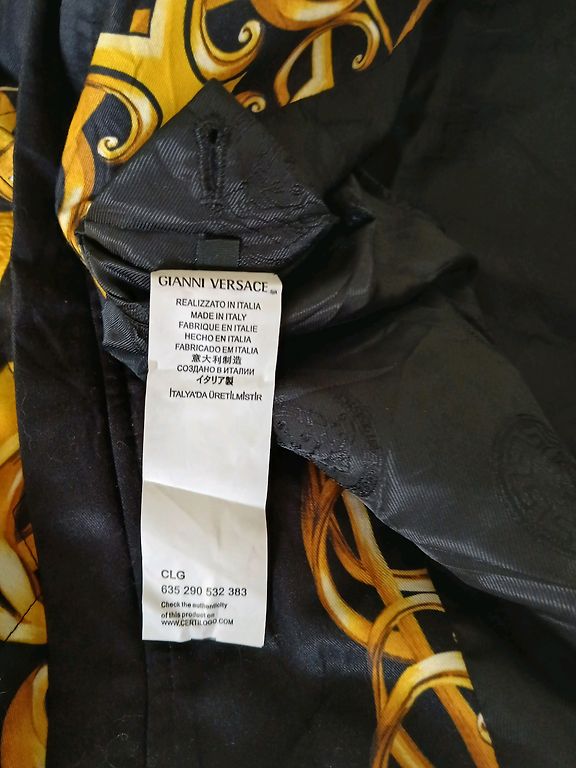 GIANNI VERSACE
REALIZZATO IN ITALIA
MADE IN ITALY
FABRIQUE EN ITALIE
HECHO EN ITALIA
FABRICADO EM ITALIA
意大利制造
СОЗДАНО В ИТАЛИИ
イタリア製
İTALYA'DA ÜRETİLMİSTİR
CLG
635 290 532 383
Check the authenticity
of this product on
WWW.CERTILOGO.COM